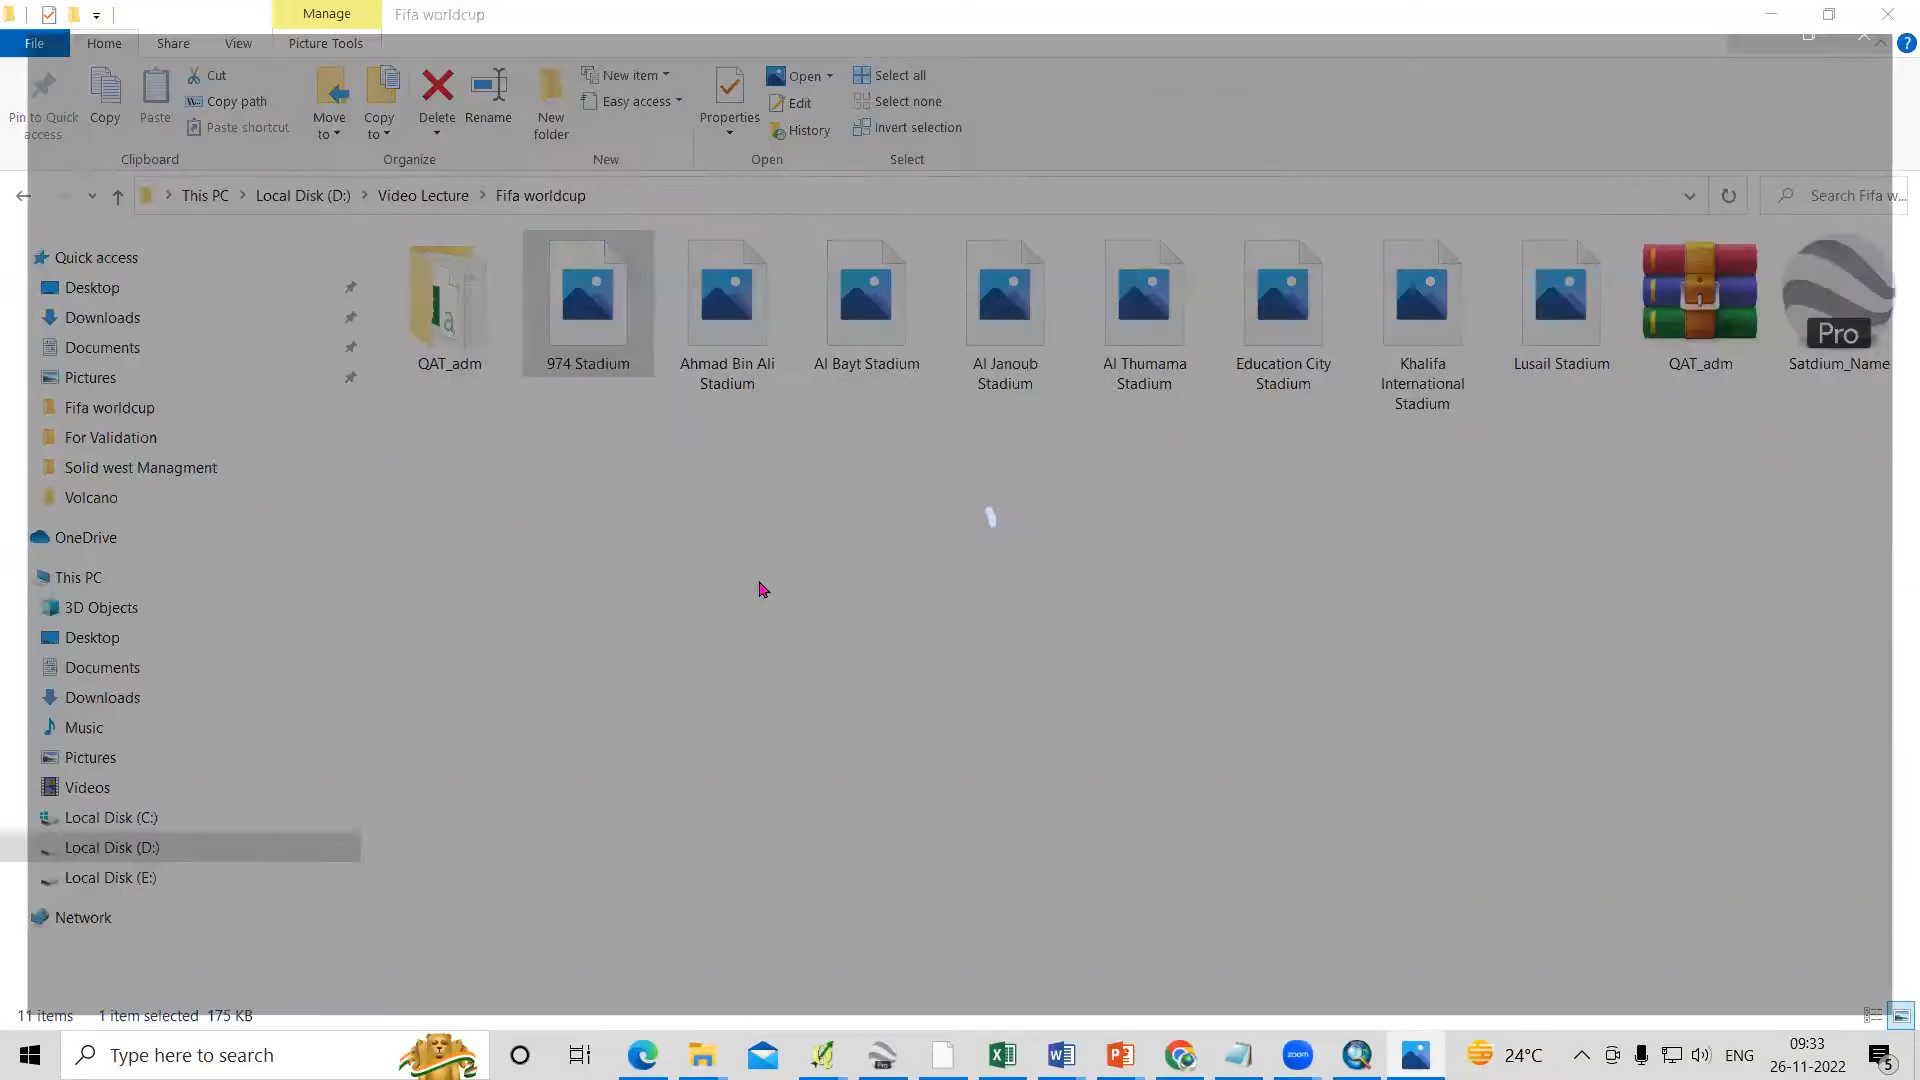 Manage
Fifa worldcup
File
Home
Share
View
Picture Tools
Pin to Quick
access
Copy
Paste
Cut
Copy path
Paste shortcut
Move
to
Copy
to
Delete
Rename
New
folder
New item
Easy access
Properties
Open
Edit
History
Select all
Select none
Invert selection
Clipboard
Organize
New
Open
Select
This PC
Local Disk (D:)
Video Lecture
Fifa worldcup
Search Fifa w...
Quick access
Desktop
Downloads
Documents
Pictures
Fifa worldcup
For Validation
Solid west Managment
Volcano
OneDrive
This PC
3D Objects
Desktop
Documents
Downloads
Music
Pictures
Videos
Local Disk (C:)
Local Disk (D:)
Local Disk (E:)
Network
a
QAT_adm
974 Stadium
Ahmad Bin Ali
Stadium
Al Bayt Stadium
Al Janoub
Stadium
Al Thumama
Stadium
Education City
Stadium
Khalifa
International
Stadium
Lusail Stadium
QAT_adm
Pro
Satdium_Name
11 items
1 item selected 175 KB
Type here to search
Pro
zoom
24°C
ENG
09:33
26-11-2022
5